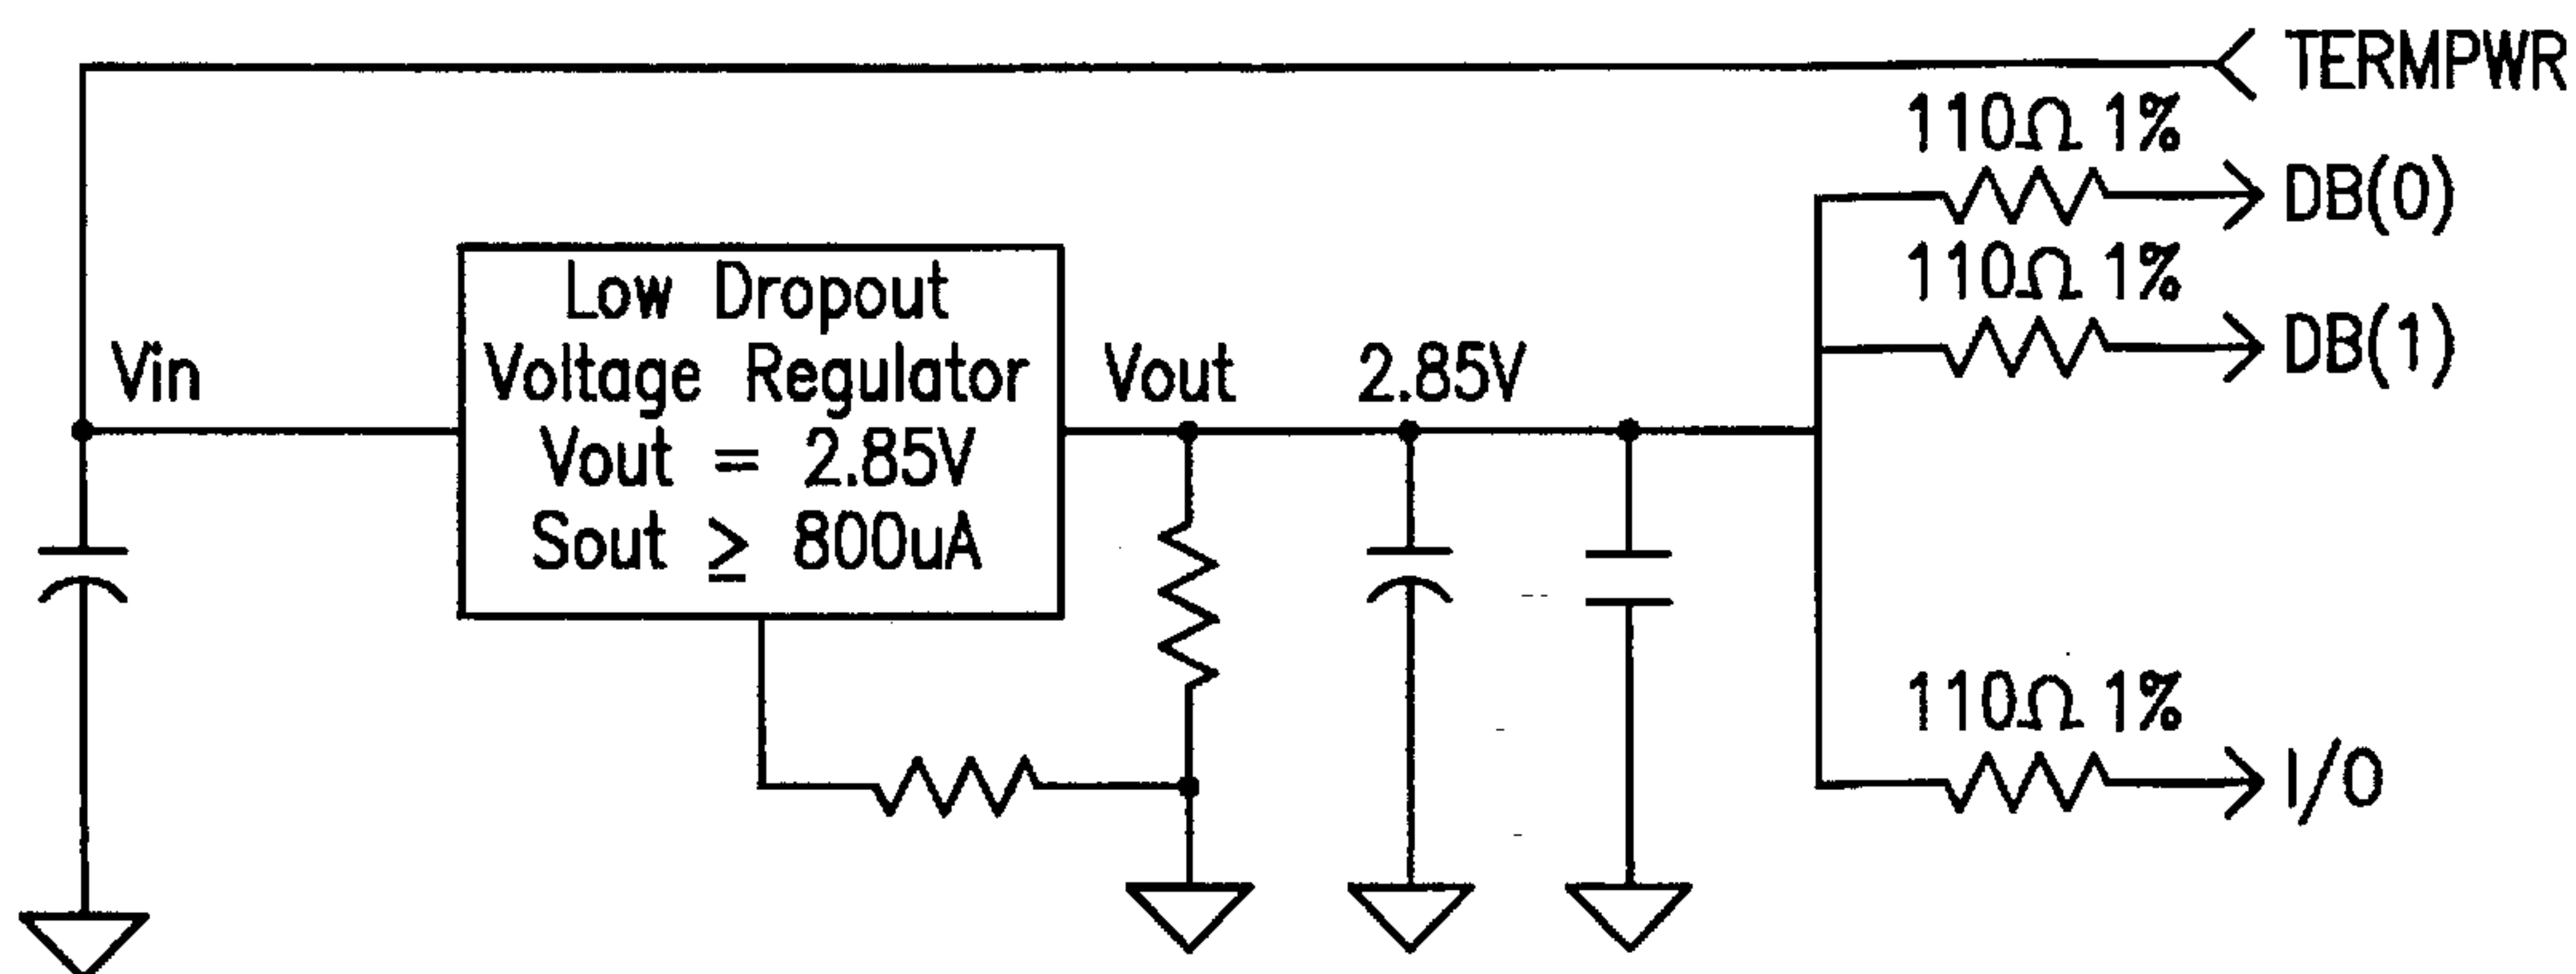 TERMPWR
110Ω 1%
DB(0)
110Ω 1%
DB(1)
Vin
Low Dropout
Voltage Regulator
Vout = 2.85V
Sout ≥ 800uA
Vout
2.85V
110Ω 1%
I/O